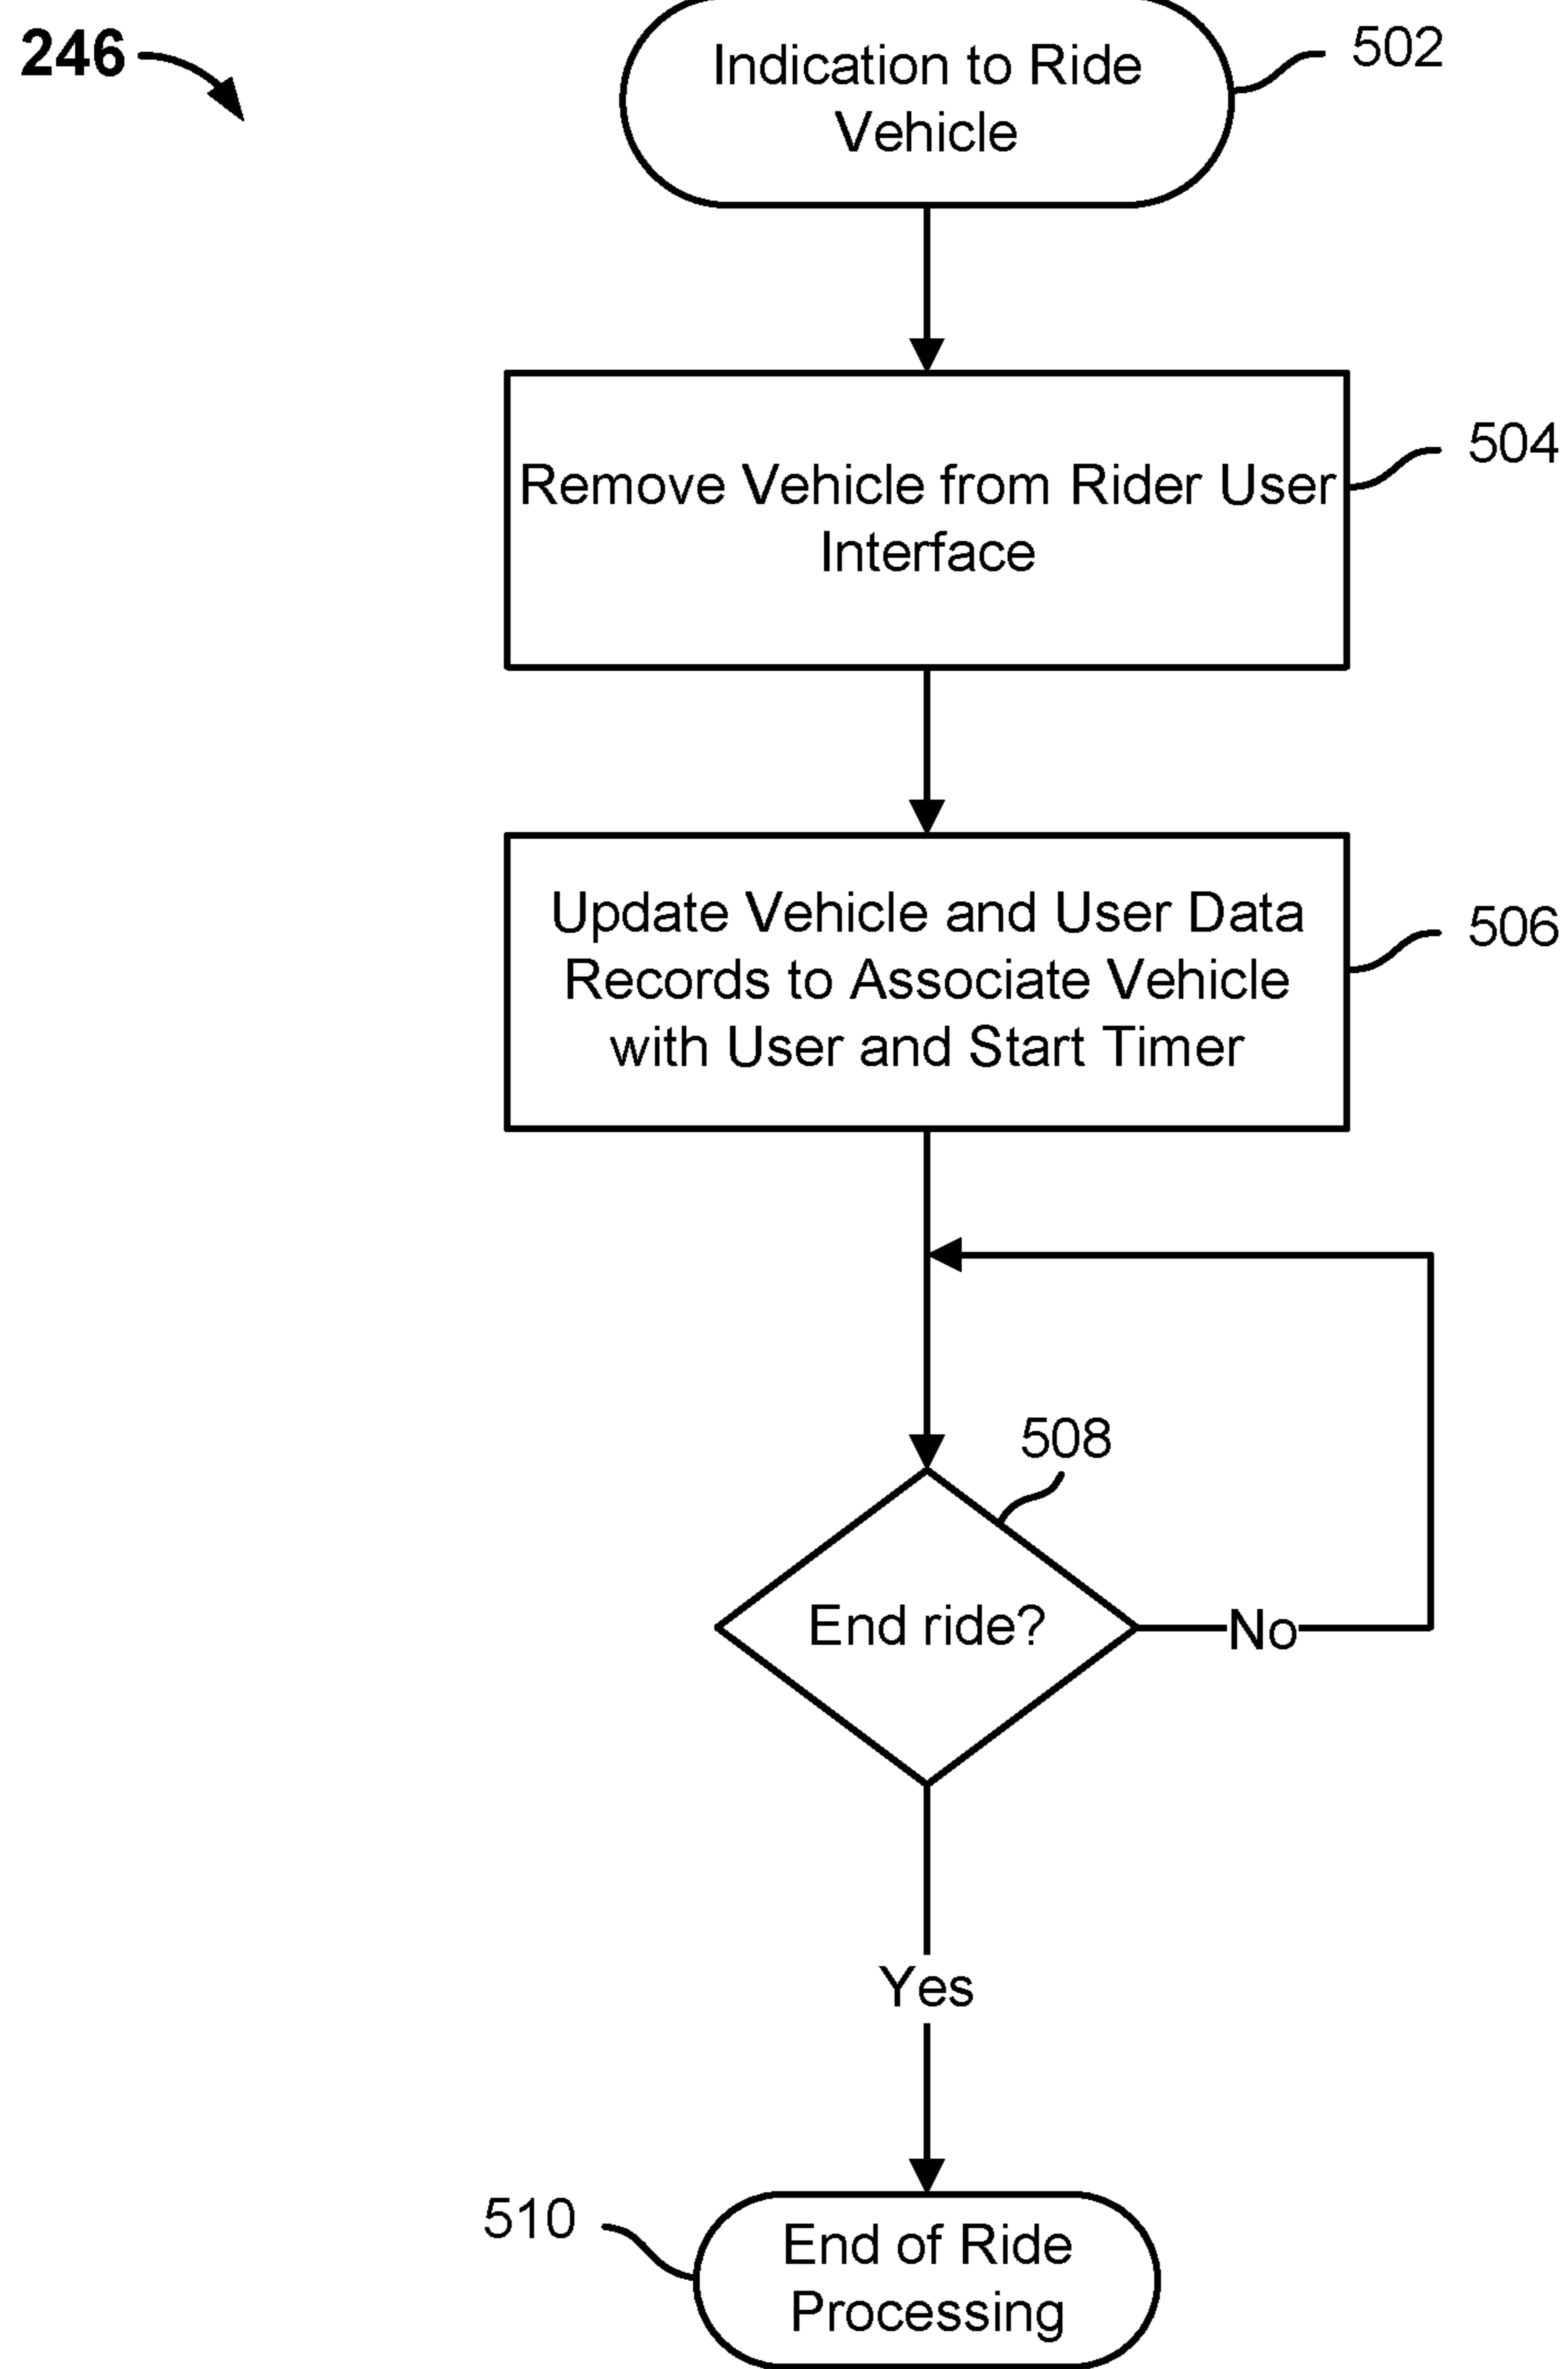 246
Indication to Ride
Vehicle
502
Remove Vehicle from Rider User
Interface
504
Update Vehicle and User Data
Records to Associate Vehicle
with User and Start Timer
506
508
End ride?
No
Yes
510
End of Ride
Processing